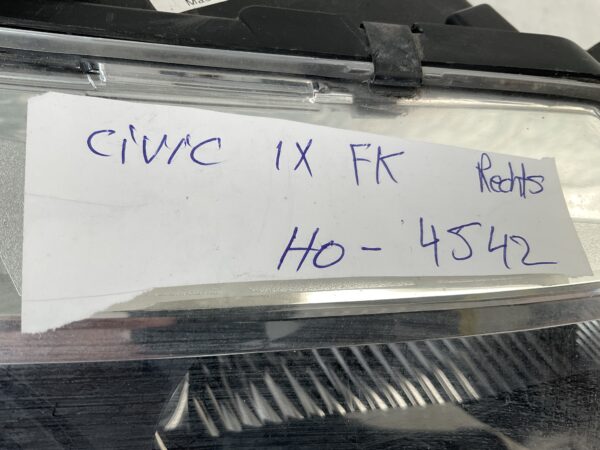 CiVIC IX FK Rechts
HO - 4542